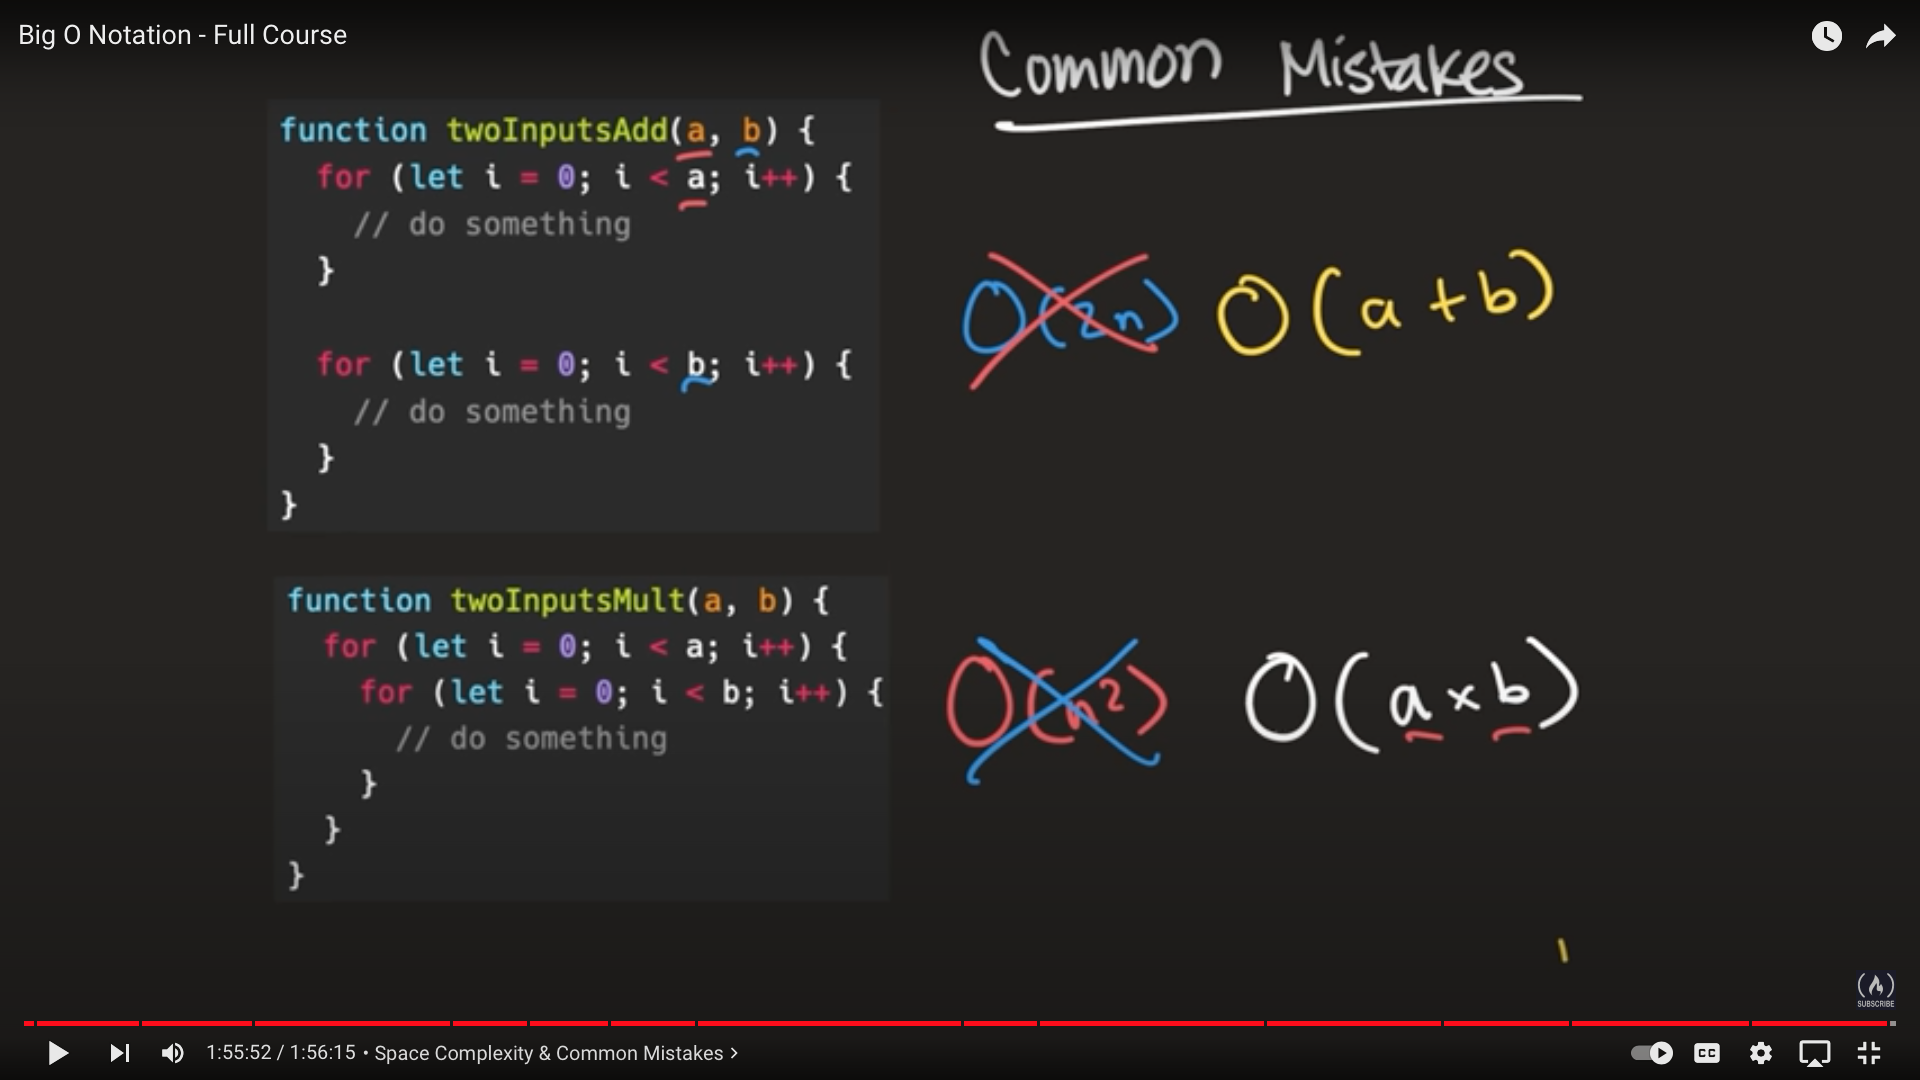 Big O Notation - Full Course
Common Mistakes
function twoInputsAdd(a, b) {
for (let i = 0; i < a; i++) {
// do something
}
for (let i = 0; i < b; i++) {
// do something
}
}
O(2n) O(a+b)
function twoInputsMult(a, b) {
for (let i = 0; i < a; i++) {
for (let i = 0; i < b; i++) {
// do something
}
}
}
O(n²) O(a×b)
SUBSCRIBE
1:55:52 / 1:56:15 • Space Complexity & Common Mistakes >
CC